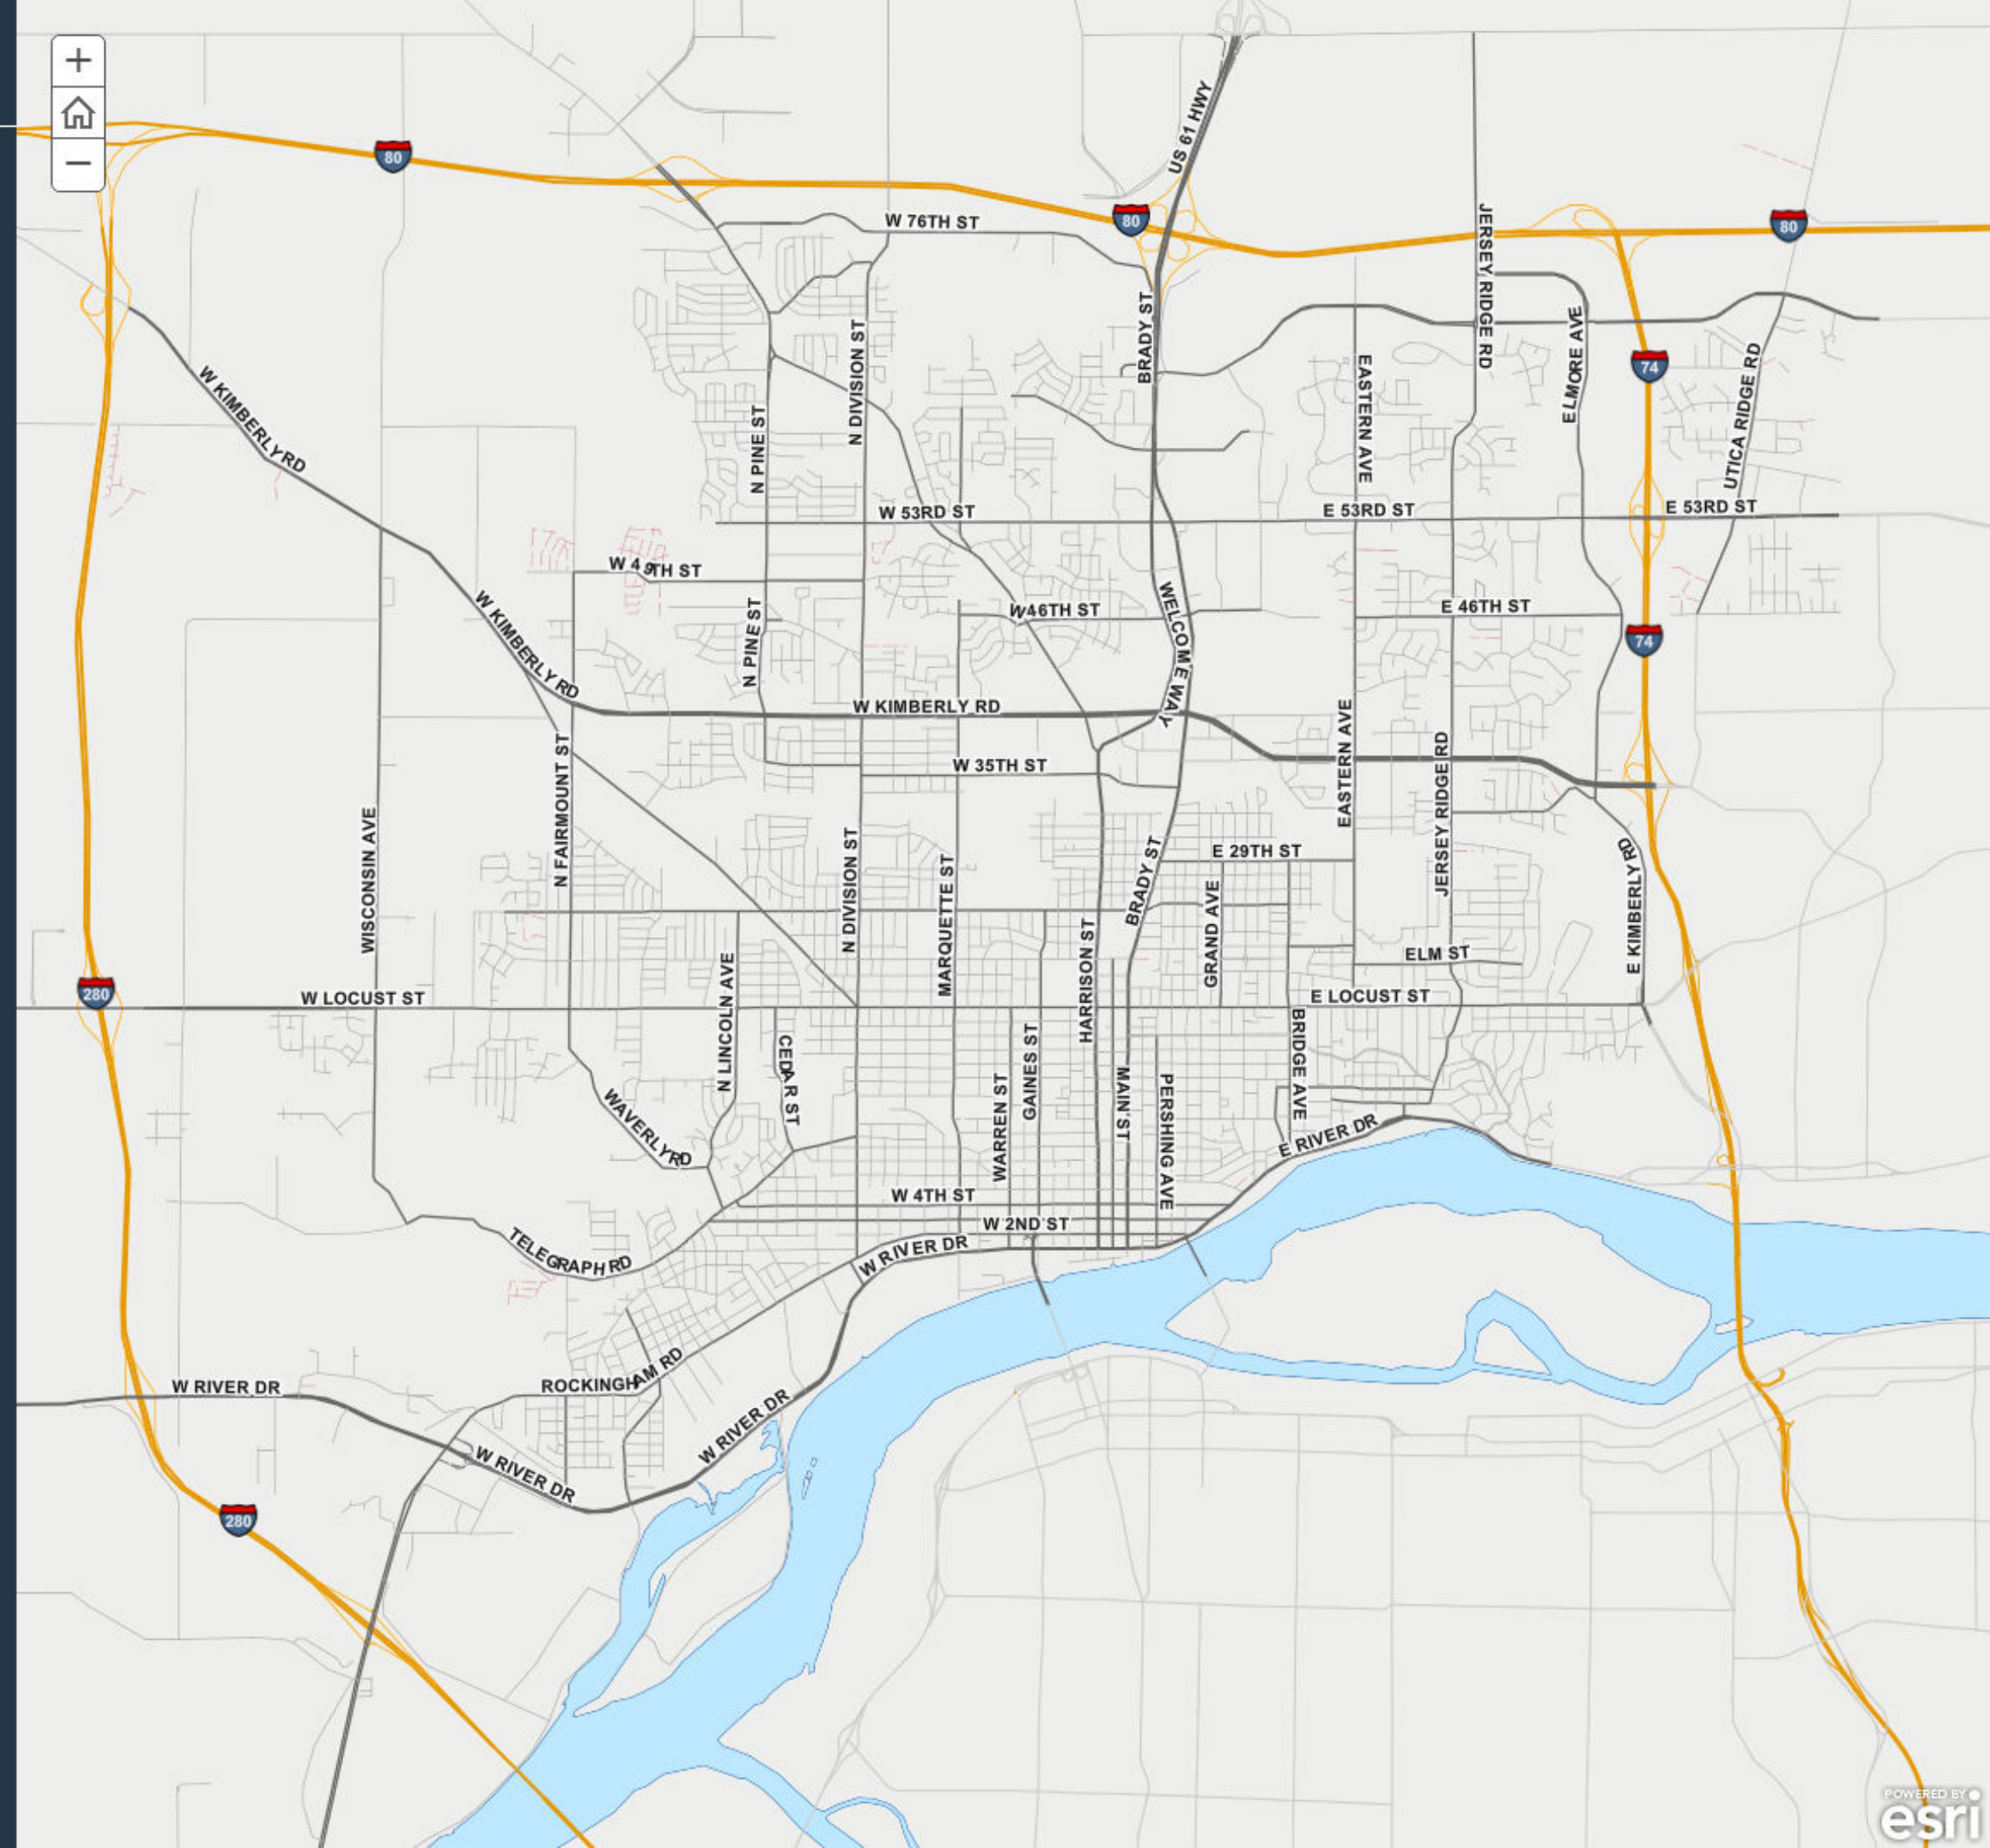 +
−
US 61 HWY
80
80
80
W 76TH ST
JERSEY RIDGE RD
BRADY ST
ELMORE AVE
N DIVISION ST
EASTERN AVE
UTICA RIDGE RD
74
W KIMBERLY RD
N PINE ST
W 53RD ST
E 53RD ST
E 53RD ST
W 49TH ST
W 46TH ST
E 46TH ST
W KIMBERLY RD
N PINE ST
WELCOME WAY
74
W KIMBERLY RD
W 35TH ST
EASTERN AVE
JERSEY RIDGE RD
N FAIRMOUNT ST
WISCONSIN AVE
N DIVISION ST
MARQUETTE ST
BRADY ST
E 29TH ST
GRAND AVE
E KIMBERLY RD
HARRISON ST
ELM ST
280
W LOCUST ST
E LOCUST ST
N LINCOLN AVE
CEDAR ST
GAINES ST
WARREN ST
MAIN ST
PERSHING AVE
BRIDGE AVE
WAVERLY RD
E RIVER DR
W 4TH ST
W 2ND ST
TELEGRAPH RD
W RIVER DR
W RIVER DR
ROCKINGHAM RD
W RIVER DR
W RIVER DR
280
POWERED BY
esri